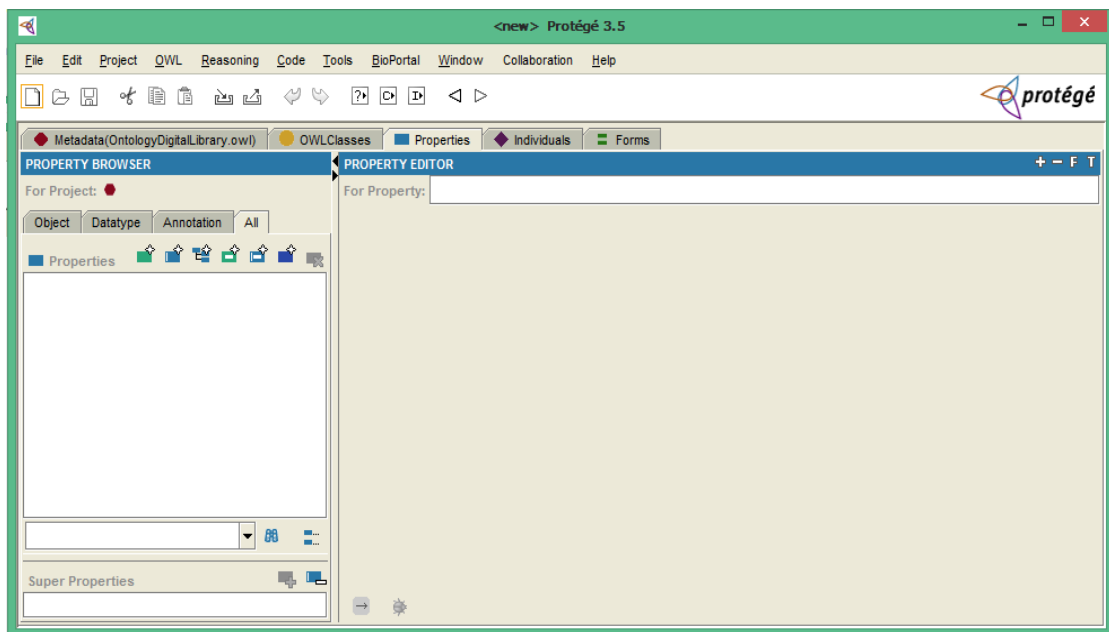 <new> Protégé 3.5
File Edit Project OWL Reasoning Code Tools BioPortal Window Collaboration Help
protégé
Metadata(OntologyDigitalLibrary.owl) OWLClasses Properties Individuals Forms
PROPERTY BROWSER
For Project:
Object Datatype Annotation All
Properties
Super Properties
PROPERTY EDITOR + - F T
For Property: